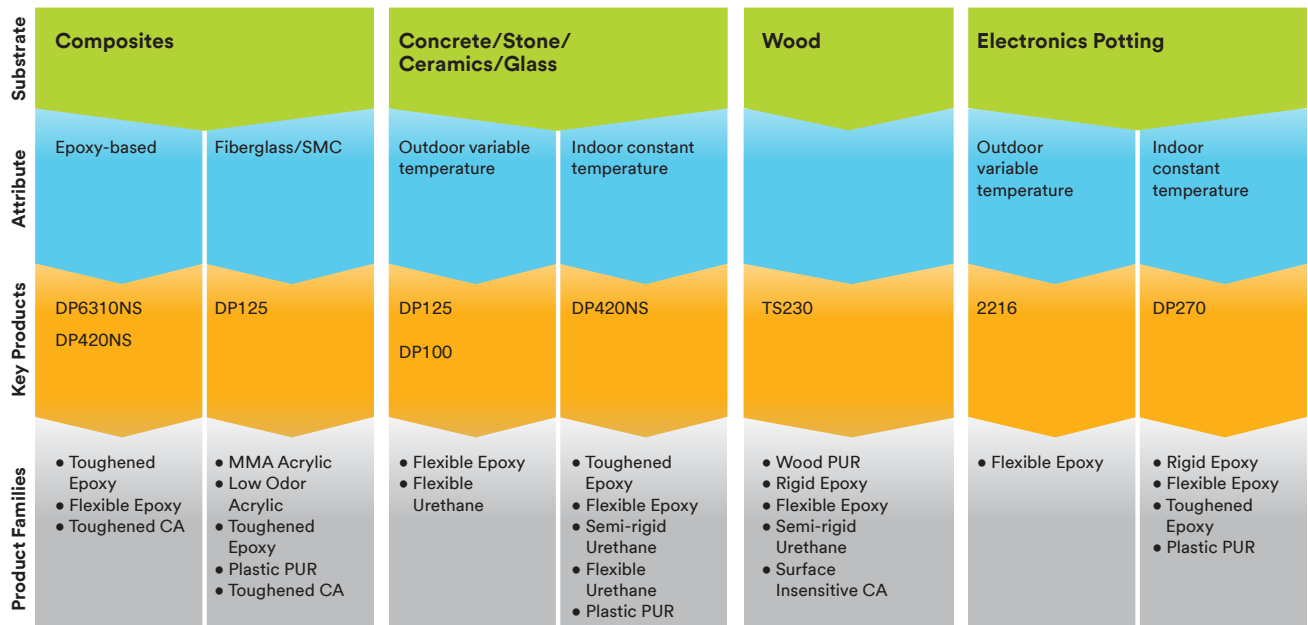 Substrate
Composites
Concrete/Stone/
Ceramics/Glass
Wood
Electronics Potting
Attribute
Epoxy-based
Fiberglass/SMC
Outdoor variable
temperature
Indoor constant
temperature
Outdoor
variable
temperature
Indoor
constant
temperature
Key Products
DP6310NS
DP420NS
DP125
DP125
DP100
DP420NS
TS230
2216
DP270
Product Families
● Toughened
Epoxy
● Flexible Epoxy
● Toughened CA
● MMA Acrylic
● Low Odor
Acrylic
● Toughened
Epoxy
● Plastic PUR
● Toughened CA
● Flexible Epoxy
● Flexible
Urethane
● Toughened
Epoxy
● Flexible Epoxy
● Semi-rigid
Urethane
● Flexible
Urethane
● Plastic PUR
● Wood PUR
● Rigid Epoxy
● Flexible Epoxy
● Semi-rigid
Urethane
● Surface
Insensitive CA
● Flexible Epoxy
● Rigid Epoxy
● Flexible Epoxy
● Toughened
Epoxy
● Plastic PUR